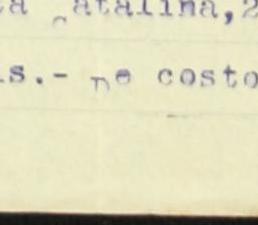 Catalina, 2
s.- De costo